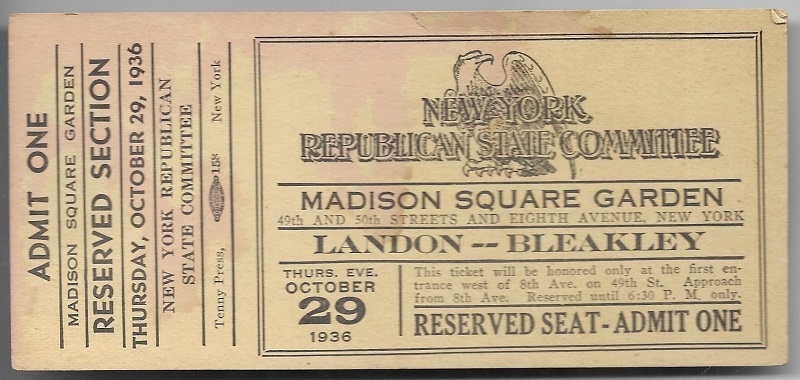 ADMIT ONE
MADISON SQUARE GARDEN
RESERVED SECTION
THURSDAY, OCTOBER 29, 1936
NEW YORK REPUBLICAN
STATE COMMITTEE
Tenny Press, 158 New York
NEW YORK
REPUBLICAN STATE COMMITTEE
MADISON SQUARE GARDEN
49th AND 50th STREETS AND EIGHTH AVENUE, NEW YORK
LANDON -- BLEAKLEY
THURS. EVE.
OCTOBER
29
1936
This ticket will be honored only at the first en-
trance west of 8th Ave. on 49th St. Approach
from 8th Ave. Reserved until 6:30 P. M. only.
RESERVED SEAT - ADMIT ONE